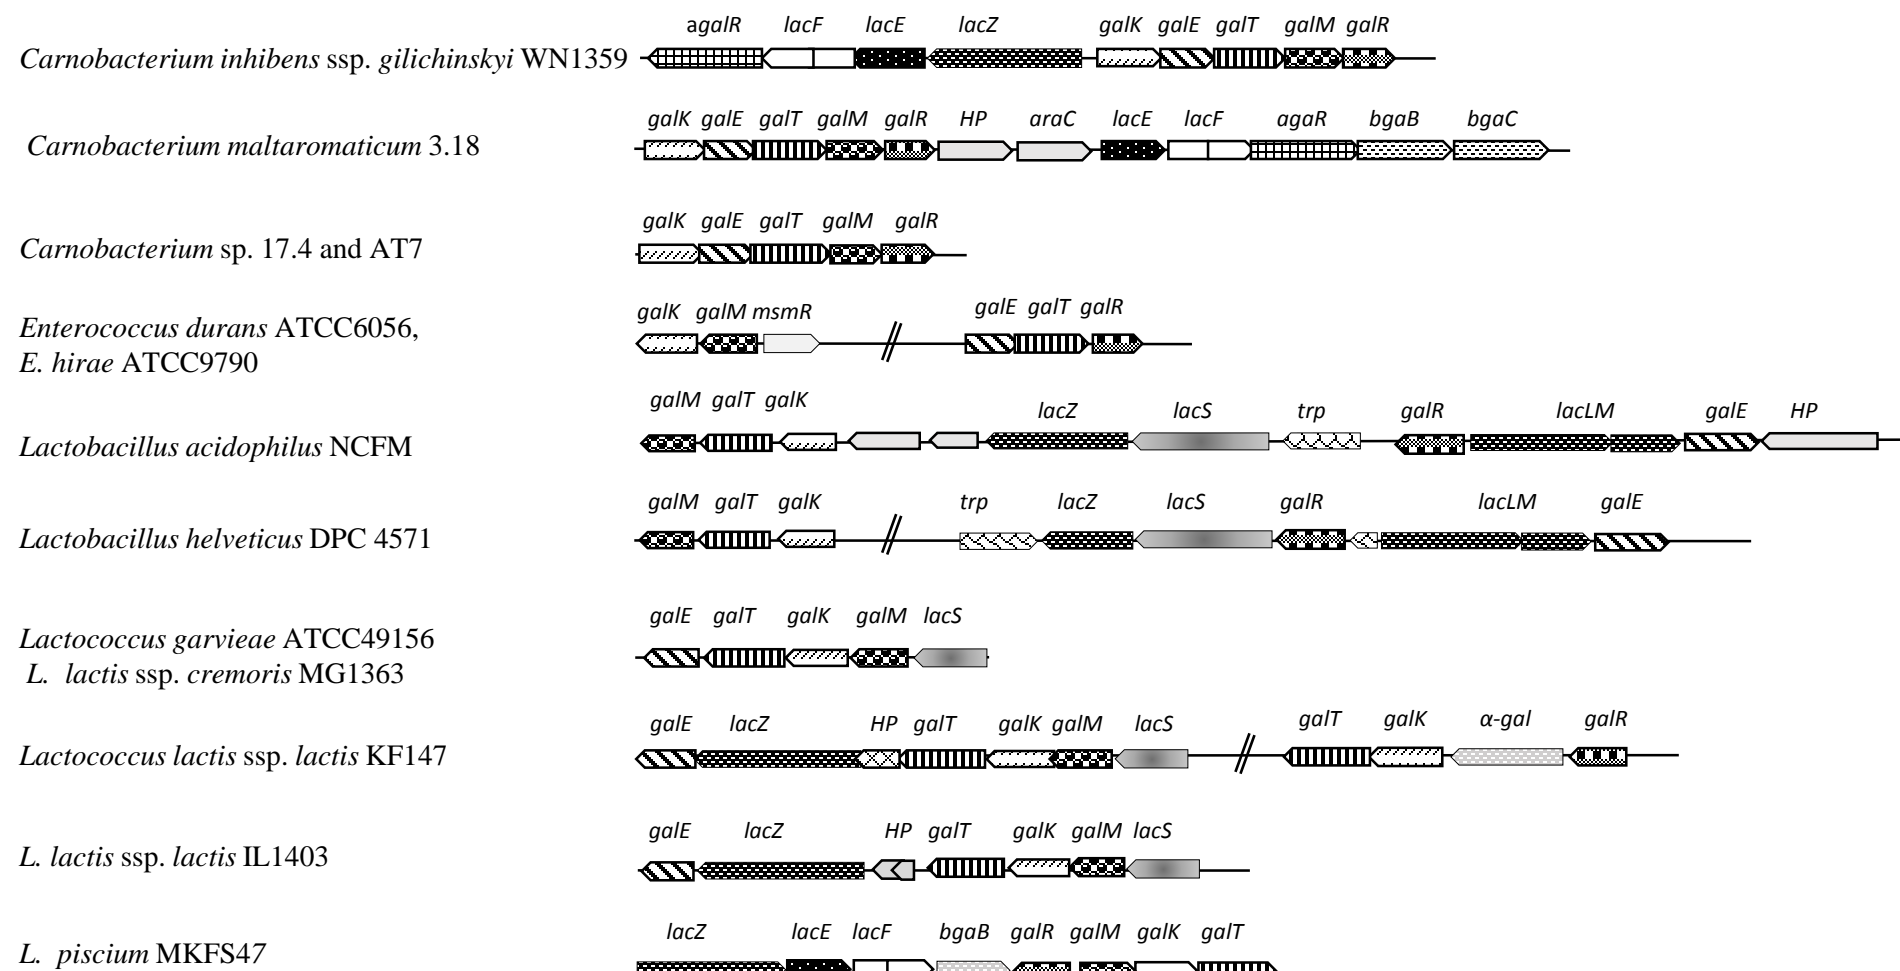 agalR lacF lacE lacZ galK galE galT galM galR
Carnobacterium inhibens ssp. gilichinskyi WN1359
galK galE galT galM galR HP araC lacE lacF agaR bgaB bgaC
Carnobacterium maltaromaticum 3.18
galK galE galT galM galR
Carnobacterium sp. 17.4 and AT7
galK galM msmR galE galT galR
Enterococcus durans ATCC6056,
E. hirae ATCC9790
galM galT galK lacZ lacS trp galR lacLM galE HP
Lactobacillus acidophilus NCFM
galM galT galK trp lacZ lacS galR lacLM galE
Lactobacillus helveticus DPC 4571
galE galT galK galM lacS
Lactococcus garvieae ATCC49156
L. lactis ssp. cremoris MG1363
galE lacZ HP galT galK galM lacS galT galK α-gal galR
Lactococcus lactis ssp. lactis KF147
galE lacZ HP galT galK galM lacS
L. lactis ssp. lactis IL1403
lacZ lacE lacF bgaB galR galM galK galT
L. piscium MKFS47